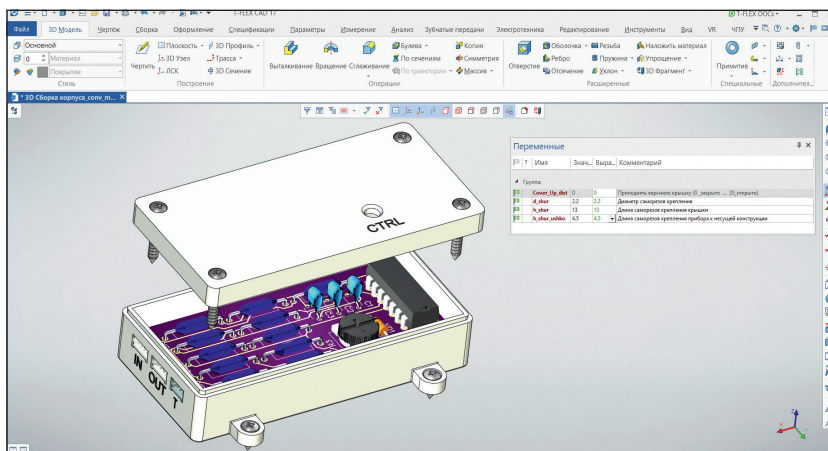 T-FLEX CAD 17
T-FLEX DOCs
Файл 3D Модель Чертёж Сборка Оформление Спецификации Параметры Измерение Анализ Зубчатые передачи Электротехника Редактирование Инструменты Вид VR ЧПУ
Основной Плоскость 3D Профиль Булева Копия Оболочка Резьба Наложить материал
0 Материал 3D Узел Трасса По сечениям Симметрия Ребро Пружина Упрощение
Покрытие Чертить ЛСК 3D Сечение Выталкивание Вращение Сглаживание По траектории Массив Отверстие Отсечение Уклон 3D Фрагмент Примитив
Стиль Построения Операции Расширенные Специальные Дополнител...
* 3D Сборка корпуса_conv_m...
Переменные
? Имя Знач... Выра... Комментарий
Группа:
Cover_Up_dist 0 0 Приподнять верхнюю крышку (0 _закрыто ... 25_открыто)
d_shur 2.2 2.2 Диаметр саморезов крепления
h_shur 13 13 Длина саморезов крепления крышки
h_shur_ushko 4.5 4.5 Длина саморезов крепления прибора к несущей конструкции
CTRL
IN OUT T
Z